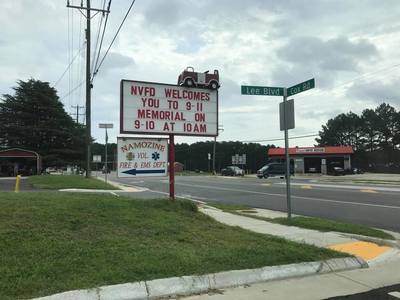 NVFD WELCOMES
YOU TO 9-11
MEMORIAL ON
9-10 AT 10AM
NAMOZINE
VOL.
FIRE & EMS DEPT.
Lee Blvd
Cox Rd